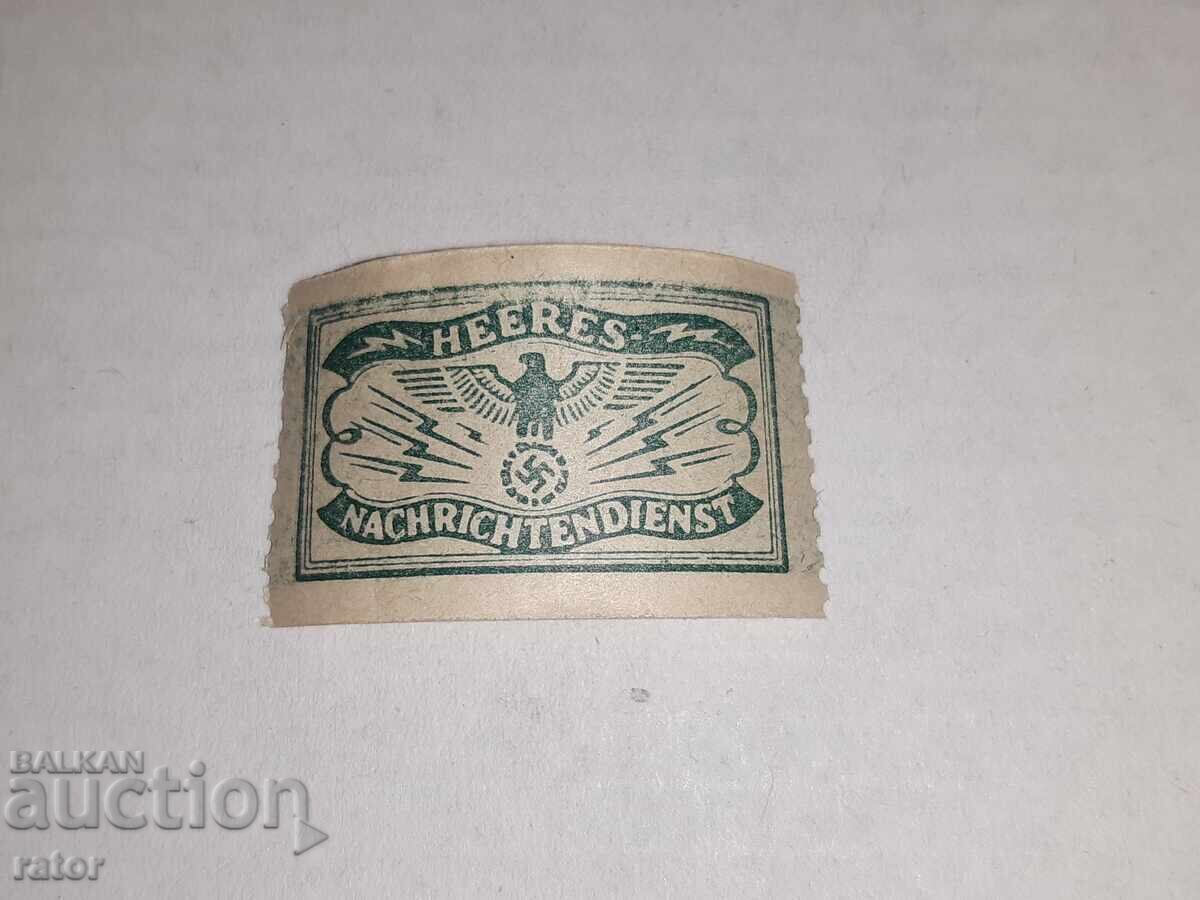 HEERES-
NACHRICHTENDIENST
BALKAN
auction
rator